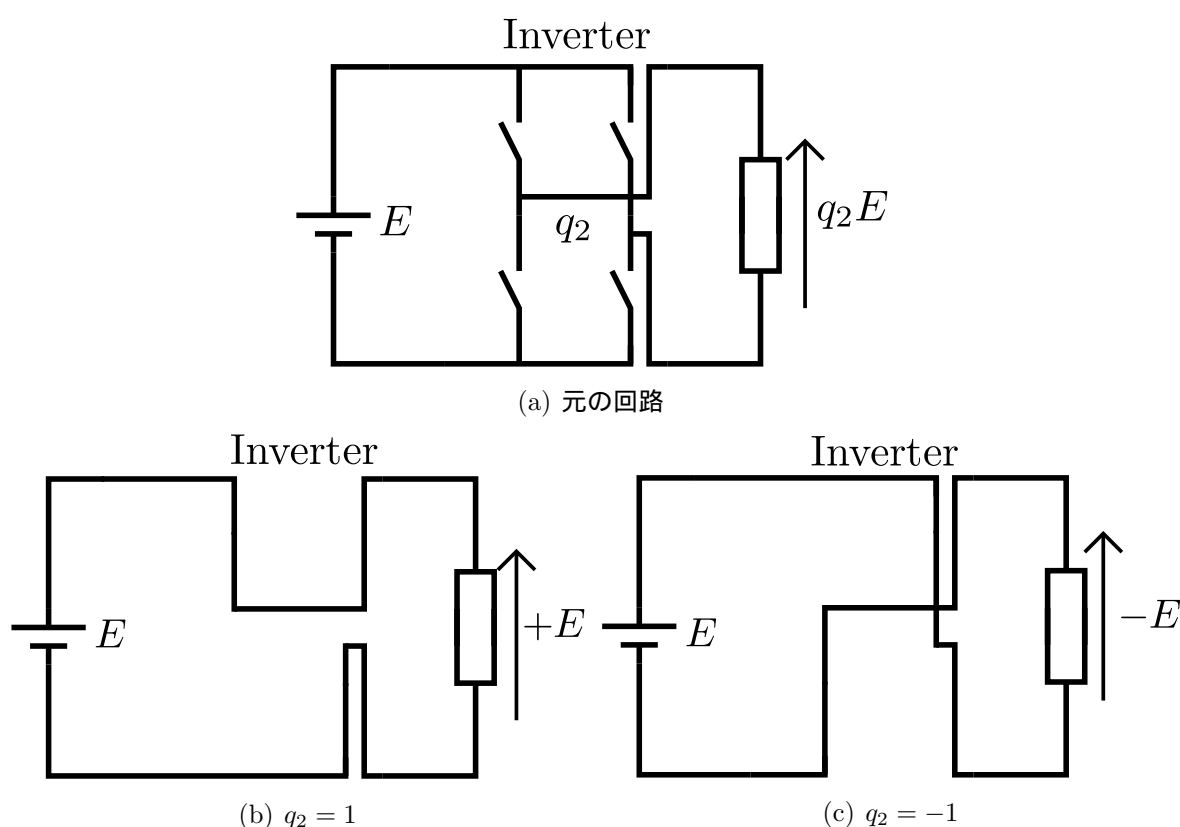 Inverter
E
q₂
q₂E
(a) 元の回路
Inverter
E
+E
(b) q₂ = 1
Inverter
E
−E
(c) q₂ = −1